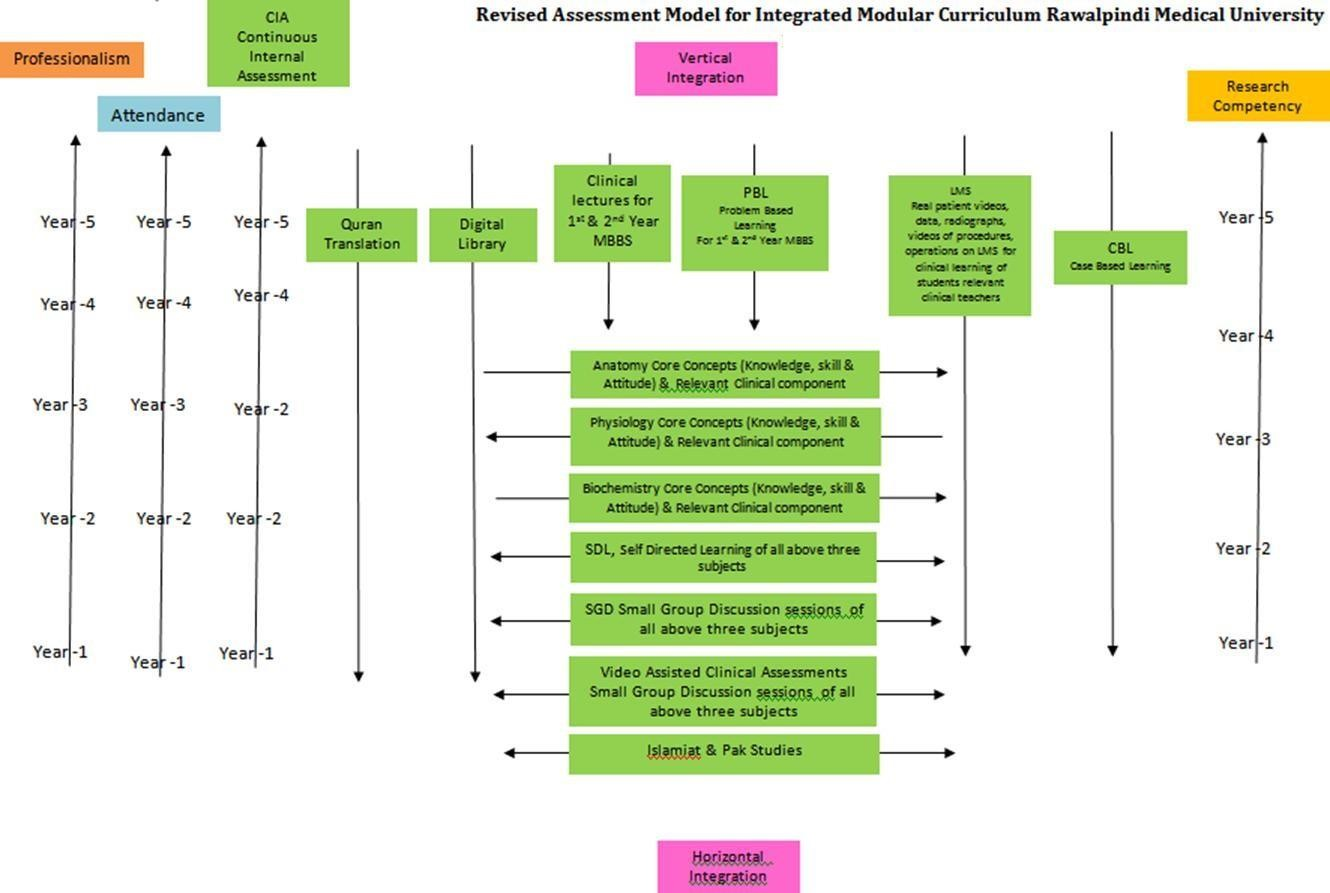 Revised Assessment Model for Integrated Modular Curriculum Rawalpindi Medical University
CIA
Continuous
Internal
Assessment
Professionalism
Attendance
Vertical
Integration
Research
Competency
Year -5
Year -4
Year -3
Year -2
Year -1
Year -5
Year -4
Year -3
Year -2
Year -1
Year -5
Year -4
Year -2
Year -2
Year -1
Quran
Translation
Digital
Library
Clinical
lectures for
1st & 2nd Year
MBBS
PBL
Problem Based
Learning
For 1st & 2nd Year MBBS
LMS
Real patient videos,
data, radiographs,
videos of procedures,
operations on LMS for
clinical learning of
students relevant
clinical teachers
CBL
Case Based Learning
Year -5
Year -4
Year -3
Year -2
Year -1
Anatomy Core Concepts (Knowledge, skill &
Attitude) & Relevant Clinical component
Physiology Core Concepts (Knowledge, skill &
Attitude) & Relevant Clinical component
Biochemistry Core Concepts (Knowledge, skill &
Attitude) & Relevant Clinical component
SDL, Self Directed Learning of all above three
subjects
SGD Small Group Discussion sessions of
all above three subjects
Video Assisted Clinical Assessments
Small Group Discussion sessions of all
above three subjects
Islamiat & Pak Studies
Horizontal
Integration